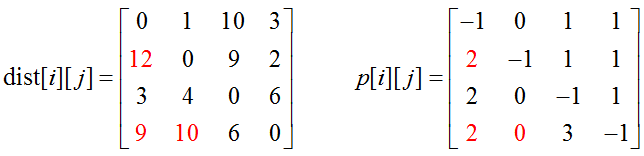 dist[i][j] = [0 1 10 3 p[i][j] = [−1 0 1 1
12 0 9 2 2 −1 1 1
3 4 0 6 2 0 −1 1
9 10 6 0] 2 0 3 −1]